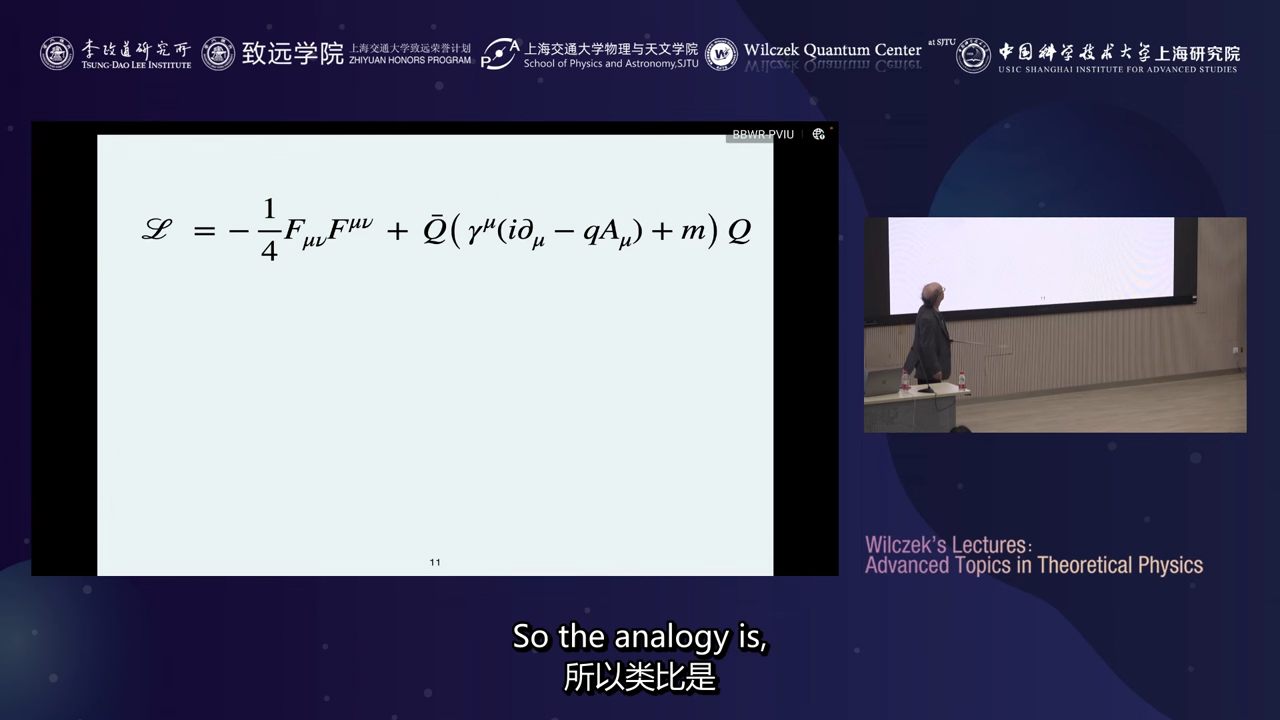 李政道研究所
TSUNG-DAO LEE INSTITUTE
致远学院
上海交通大学致远荣誉计划
ZHIYUAN HONORS PROGRAM
上海交通大学物理与天文学院
School of Physics and Astronomy,SJTU
Wilczek Quantum Center
at SJTU
中国科学技术大学上海研究院
USTC SHANGHAI INSTITUTE FOR ADVANCED STUDIES
BBWR PVIU
ℒ = −1/4 F_{μν}F^{μν} + Q̄( γ^μ(i∂_μ − qA_μ) + m) Q
11
Wilczek's Lectures:
Advanced Topics in Theoretical Physics
So the analogy is,
所以类比是